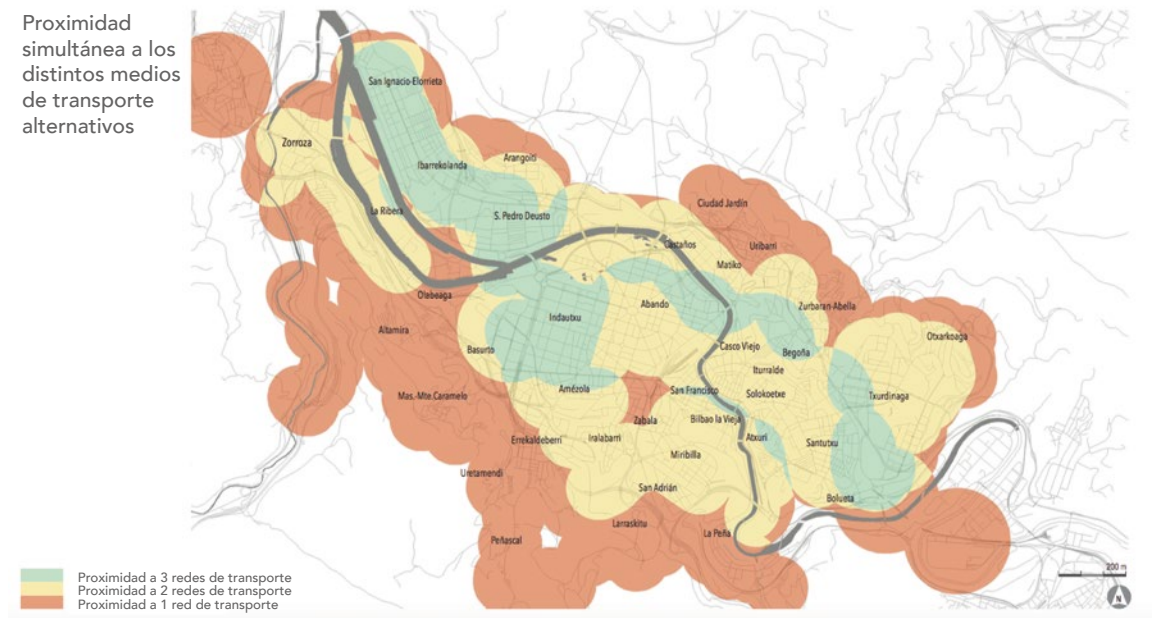 Proximidad
simultánea a los
distintos medios
de transporte
alternativos
San Ignacio-Elorrieta
Zorroza
Ibarrekolanda
Arangoiti
La Ribera
S. Pedro Deusto
Ciudad Jardín
Castaños
Uribarri
Matiko
Olabeaga
Abando
Zurbaran-Abella
Indautxu
Altamira
Otxarkoaga
Basurto
Casco Viejo
Begoña
Iturralde
Amézola
San Francisco
Solokoetxe
Txurdinaga
Mas.-Mte.Caramelo
Zabala
Bilbao la Vieja
Errekaldeberri
Iralabarri
Atxuri
Santutxu
Miribilla
Uretamendi
San Adrián
Bolueta
Larraskitu
La Peña
Peñascal
200 m
N
Proximidad a 3 redes de transporte
Proximidad a 2 redes de transporte
Proximidad a 1 red de transporte